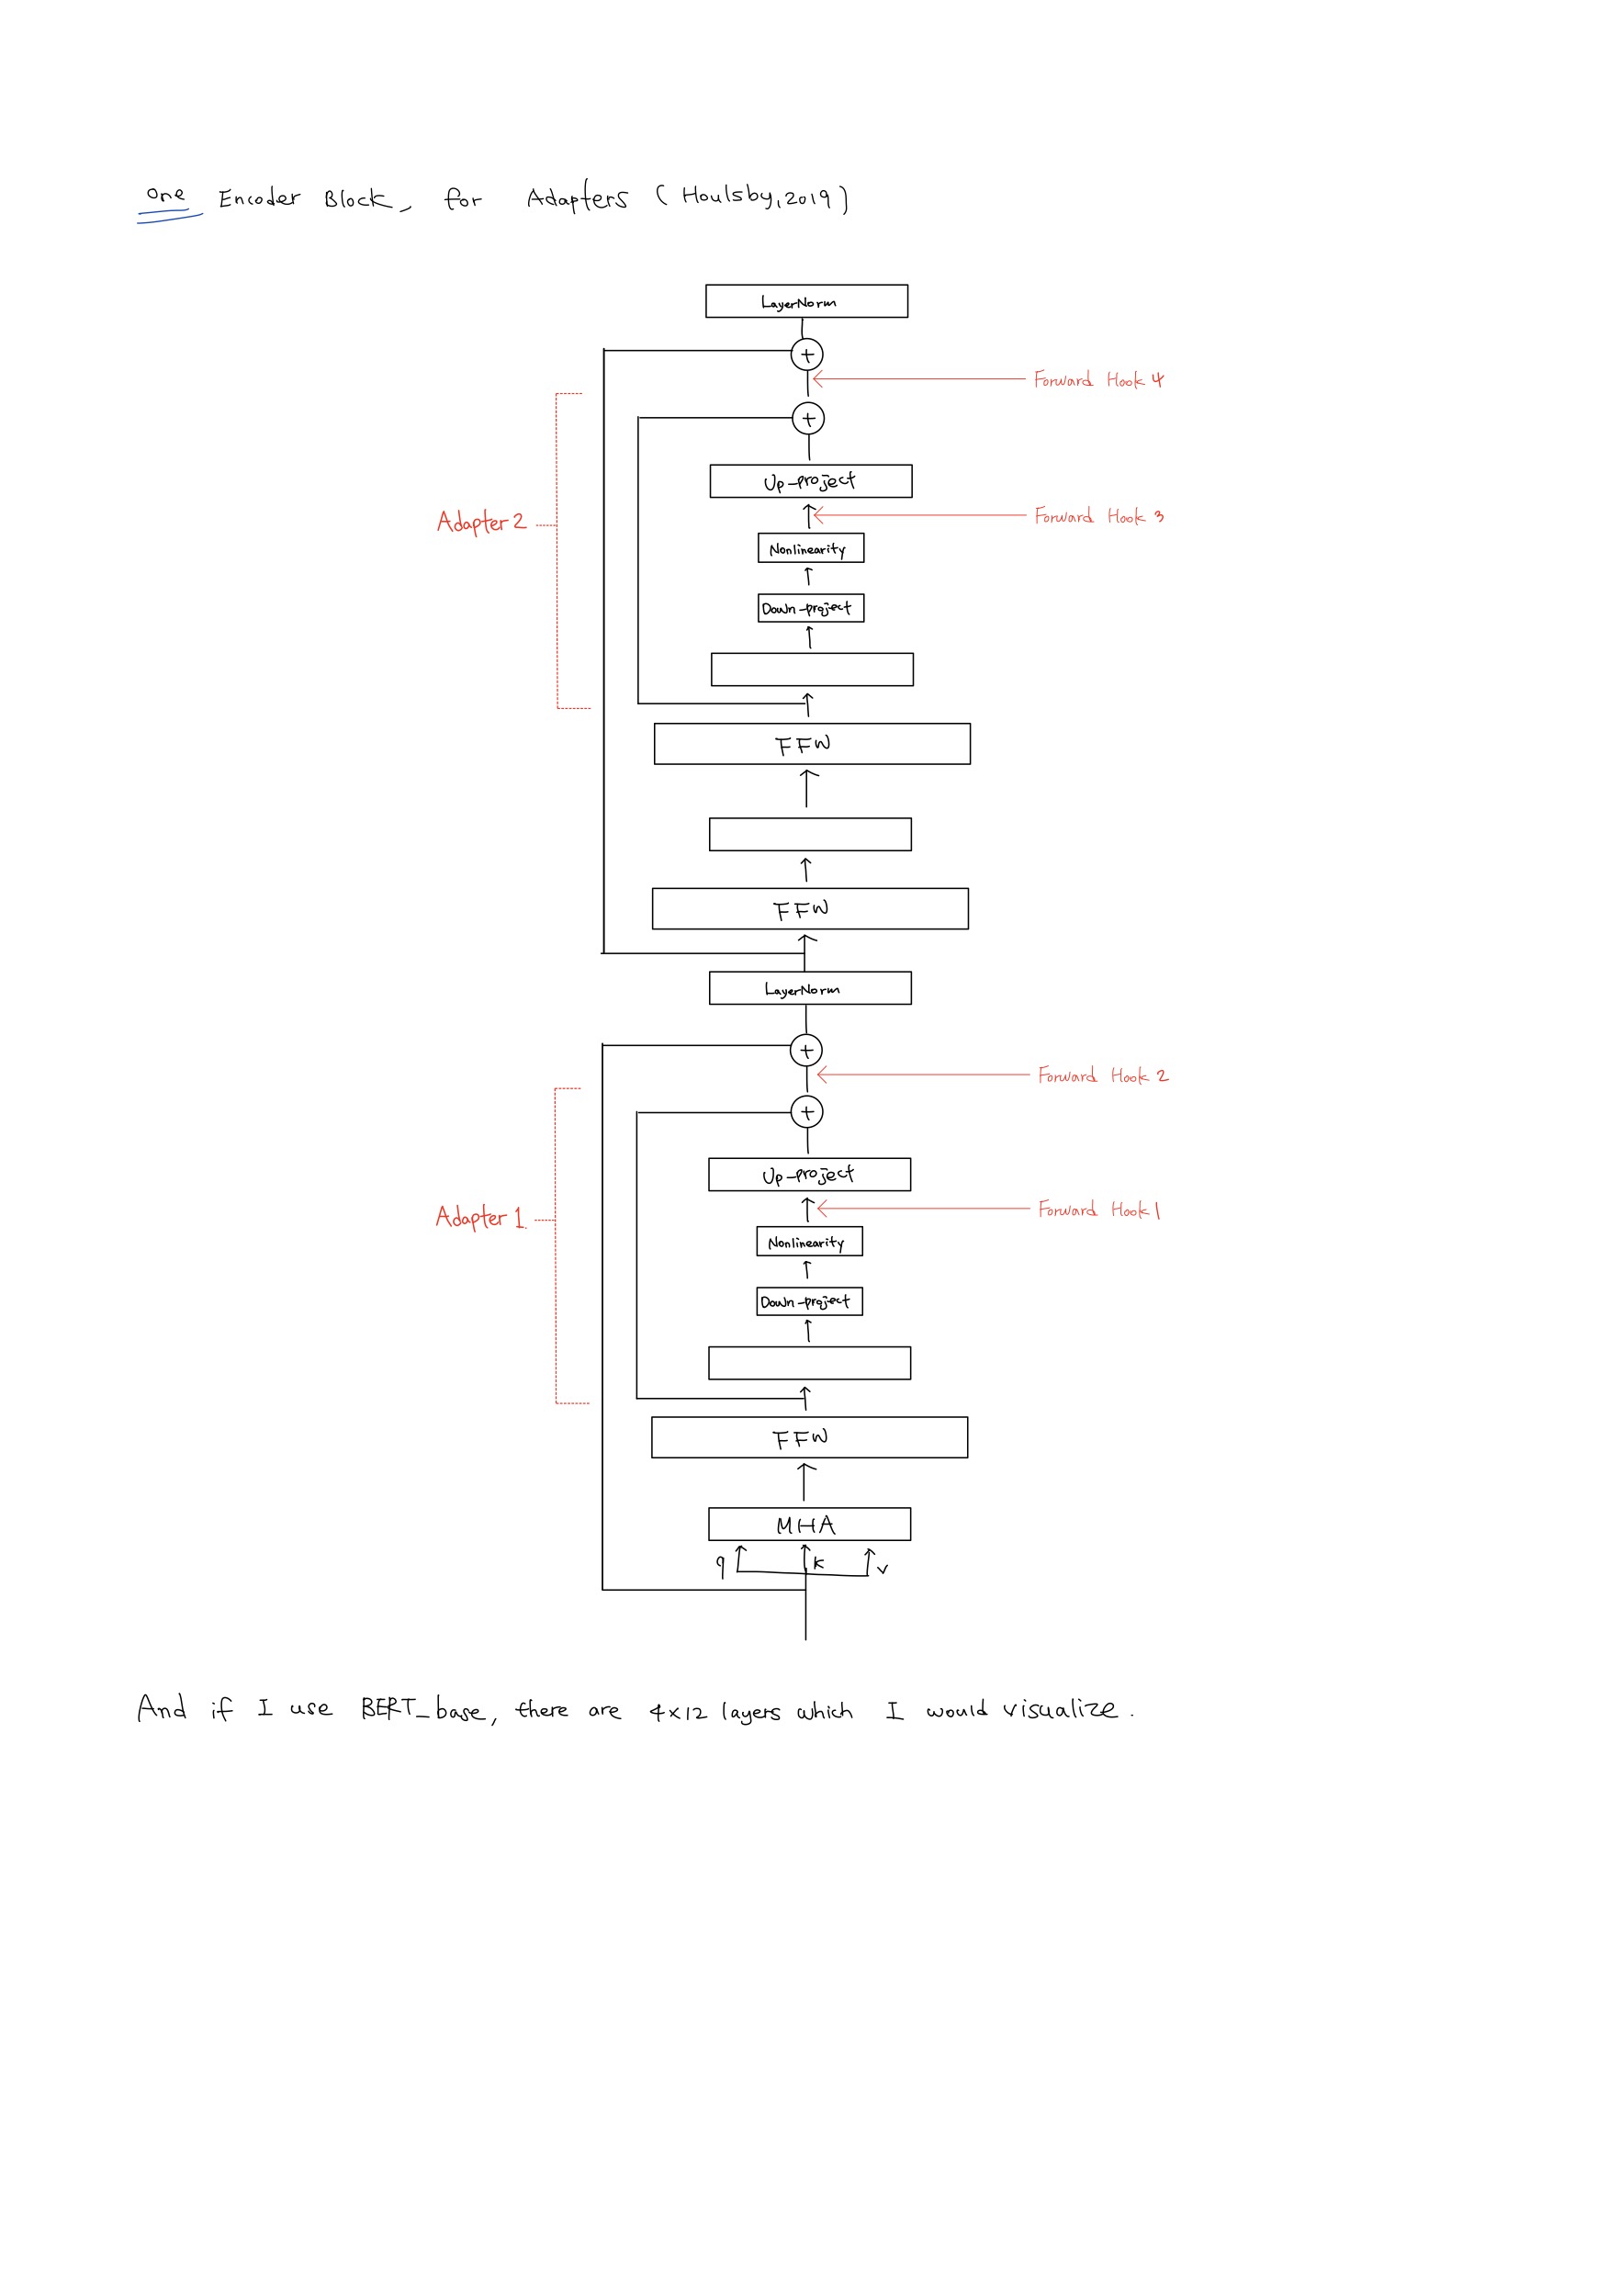 one Encoder Block, for Adapters (Houlsby, 2019)
LayerNorm
+
Forward Hook 4
+
Up-project
Forward Hook 3
Adapter 2
Nonlinearity
Down-project
FFW
FFW
LayerNorm
+
Forward Hook 2
+
Up-project
Forward Hook 1
Adapter 1.
Nonlinearity
Down-project
FFW
MHA
q k v
And if I use BERT_base, there are 4x12 layers which I would visualize.